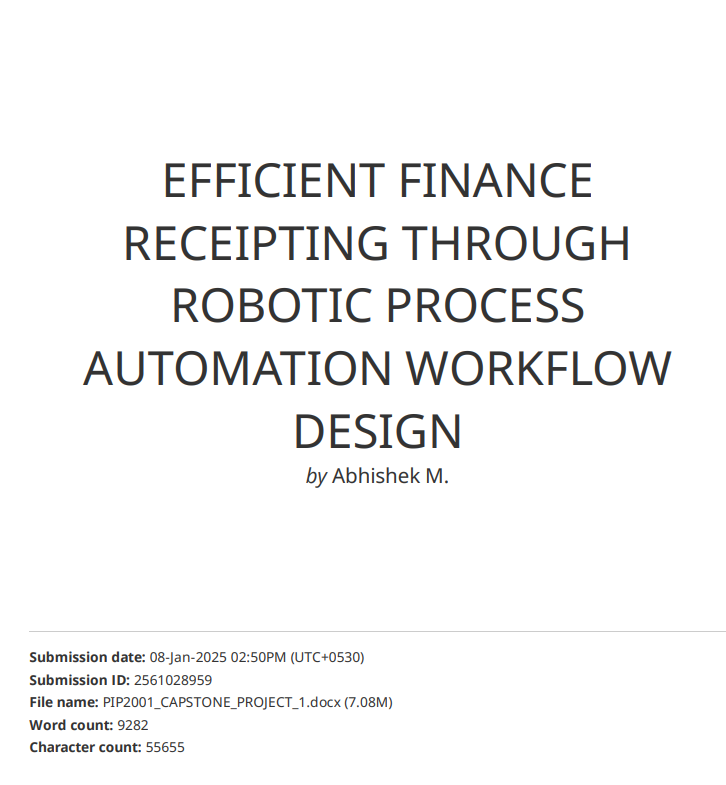 EFFICIENT FINANCE
RECEIPTING THROUGH
ROBOTIC PROCESS
AUTOMATION WORKFLOW
DESIGN
by Abhishek M.
Submission date: 08-Jan-2025 02:50PM (UTC+0530)
Submission ID: 2561028959
File name: PIP2001_CAPSTONE_PROJECT_1.docx (7.08M)
Word count: 9282
Character count: 55655